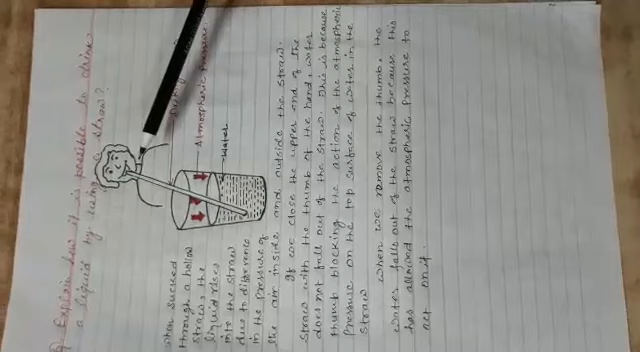 Q. Explain how it is possible to drink
a liquid by using a straw?
Atmospheric pressure
Water
When sucked
through a hollow
straw, the
liquid rises
into the straw
due to difference
in the pressure of
the air inside and outside the straw.
If we close the upper end of the
straw with the thumb of the hand, water
does not fall out of the straw. This is because
thumb blocking the action of the atmospheric
pressure on the top surface of water in the
straw
When we remove the thumb, the
water falls out of the straw because this
has allowed the atmospheric pressure to
act on it.